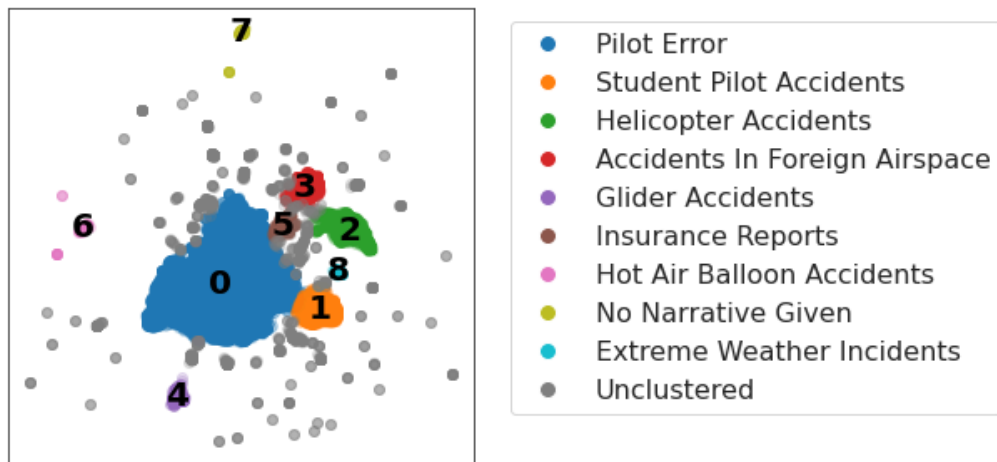 7
3
6
5
2
8
0
1
4
Pilot Error
Student Pilot Accidents
Helicopter Accidents
Accidents In Foreign Airspace
Glider Accidents
Insurance Reports
Hot Air Balloon Accidents
No Narrative Given
Extreme Weather Incidents
Unclustered